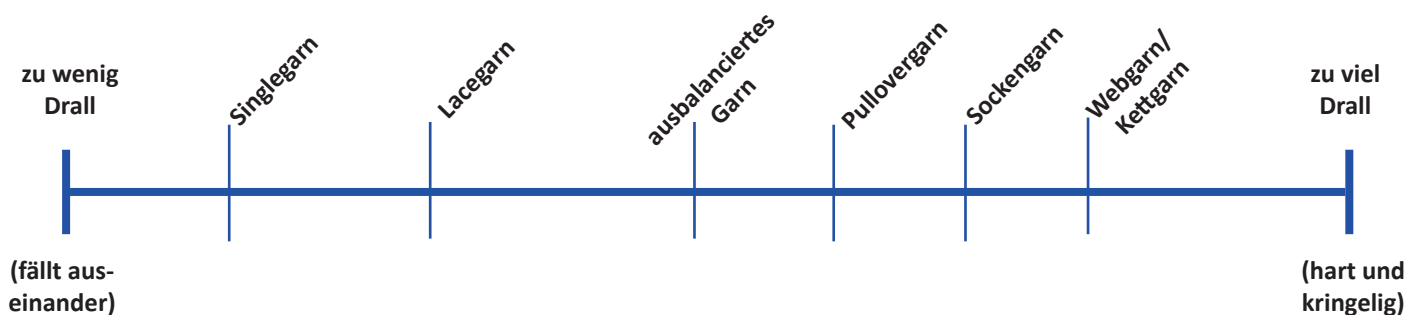 zu wenig
Drall
Singlegarn
Lacegarn
ausbalanciertes
Garn
Pullovergarn
Sockengarn
Webgarn/
Kettgarn
zu viel
Drall
(fällt aus-
einander)
(hart und
kringelig)